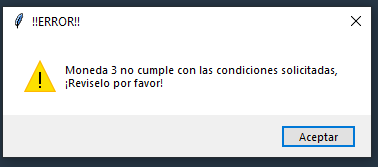 !!ERROR!!
Moneda 3 no cumple con las condiciones solicitadas,
¡Reviselo por favor!
Aceptar